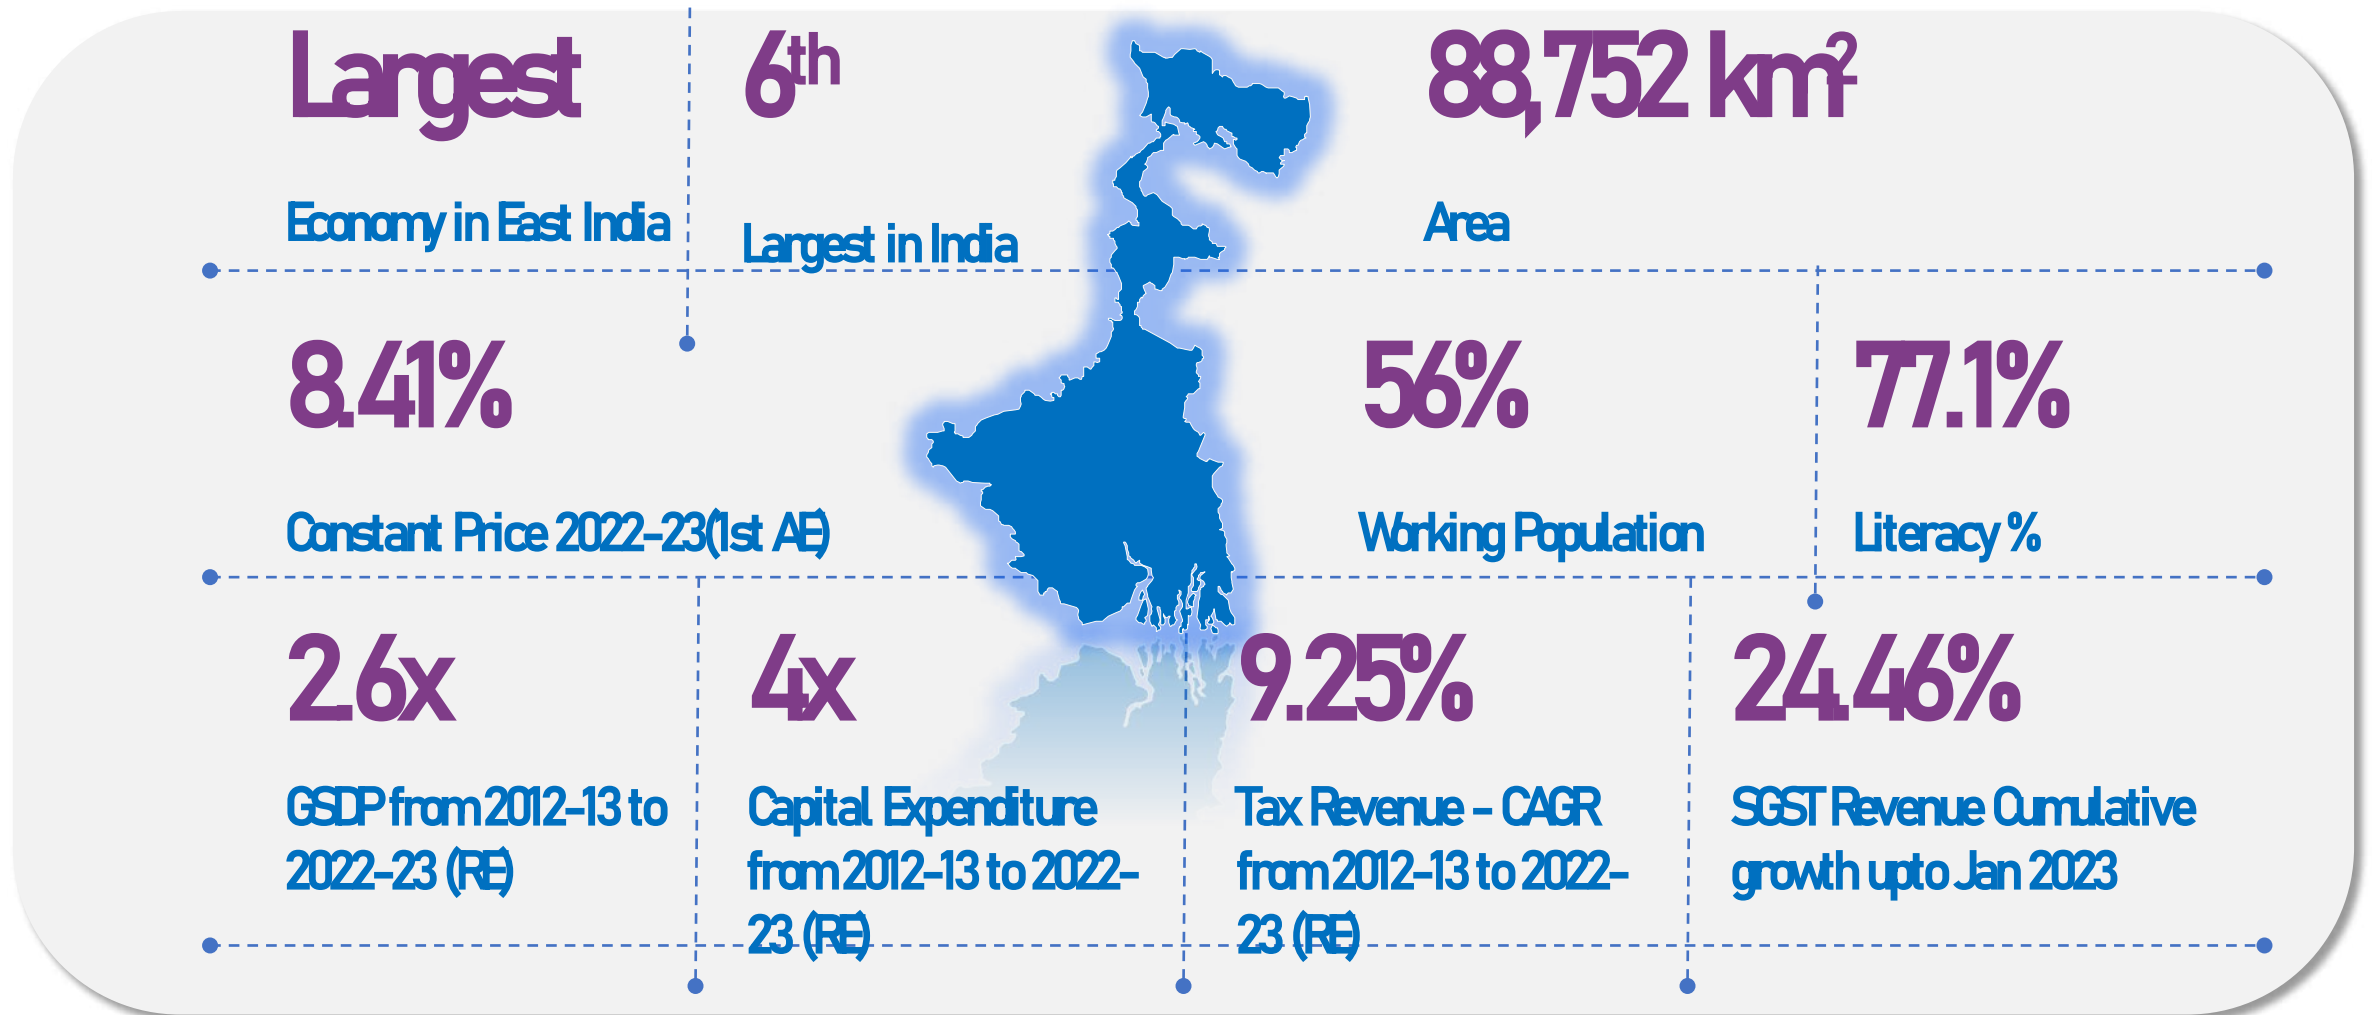 Largest
Economy in East India
6th
Largest in India
88,752 km²
Area
8.41%
Constant Price 2022-23(1st AE)
56%
Working Population
77.1%
Literacy %
2.6x
GSDP from 2012-13 to
2022-23 (RE)
4x
Capital Expenditure
from 2012-13 to 2022-
23 (RE)
9.25%
Tax Revenue - CAGR
from 2012-13 to 2022-
23 (RE)
24.46%
SGST Revenue Cumulative
growth upto Jan 2023